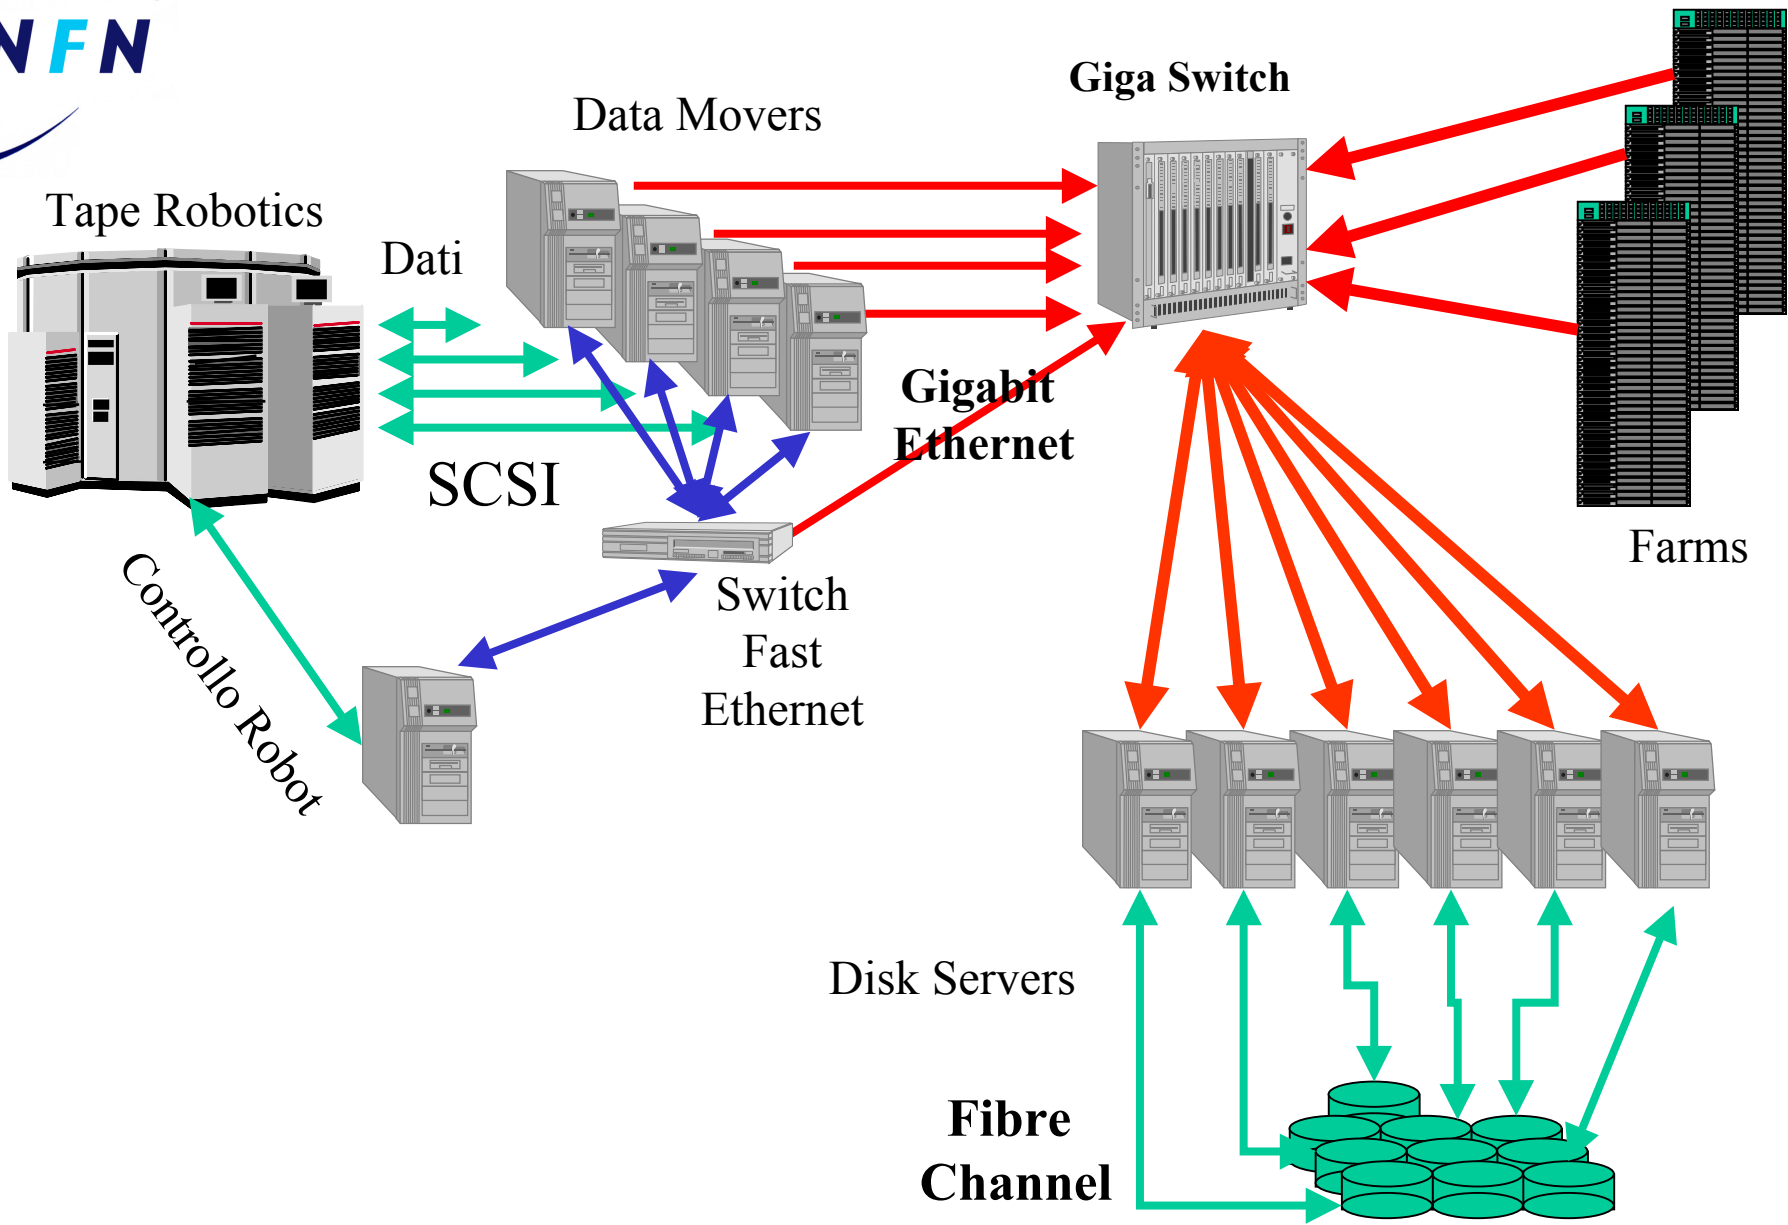 NFN
Giga Switch
Data Movers
Tape Robotics
Dati
Gigabit
Ethernet
SCSI
Farms
Controllo Robot
Switch
Fast
Ethernet
Disk Servers
Fibre
Channel